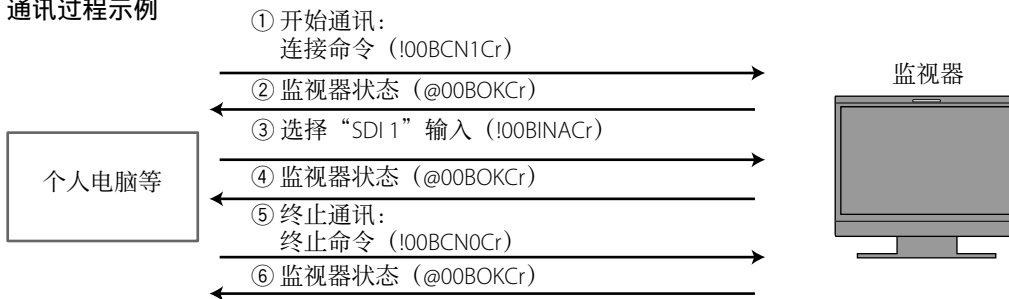 通讯过程示例
① 开始通讯：
连接命令（!00BCN1Cr）
② 监视器状态（@00BOKCr）
③ 选择“SDI 1”输入（!00BINACr）
④ 监视器状态（@00BOKCr）
⑤ 终止通讯：
终止命令（!00BCN0Cr）
⑥ 监视器状态（@00BOKCr）
个人电脑等
监视器